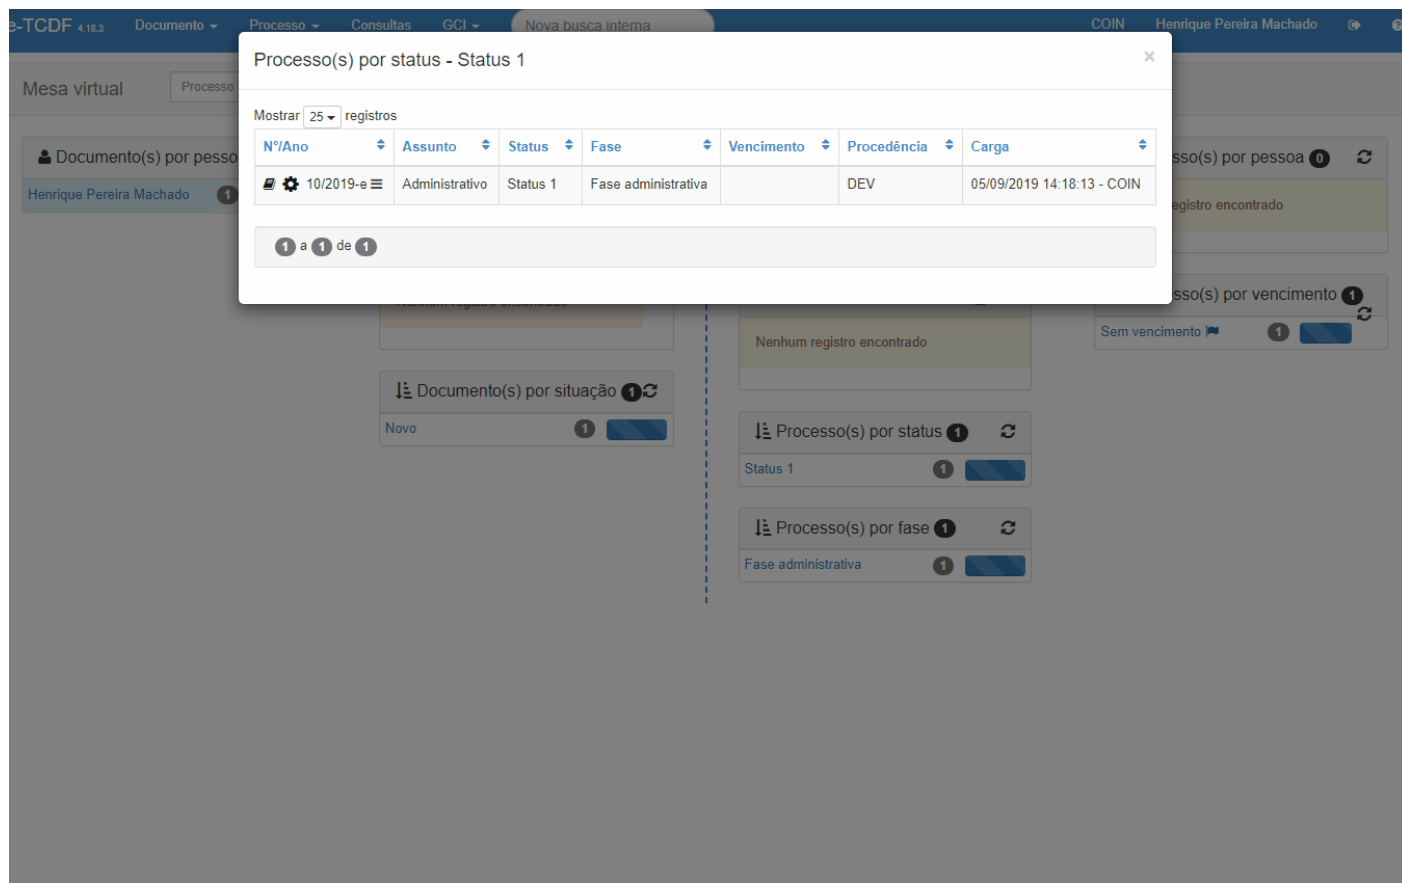 e-TCDF 4.18.3 Documento Processo Consultas GCI Nova busca interna COIN Henrique Pereira Machado
Processo(s) por status - Status 1 ×
Mesa virtual Processo
Mostrar 25 registros
N°/Ano Assunto Status Fase Vencimento Procedência Carga
10/2019-e Administrativo Status 1 Fase administrativa DEV 05/09/2019 14:18:13 - COIN
1 a 1 de 1
Documento(s) por pesso
Henrique Pereira Machado 1
sso(s) por pessoa 0
egistro encontrado
sso(s) por vencimento 1
Sem vencimento 1
Nenhum registro encontrado
Documento(s) por situação 1
Novo 1
Processo(s) por status 1
Status 1 1
Processo(s) por fase 1
Fase administrativa 1